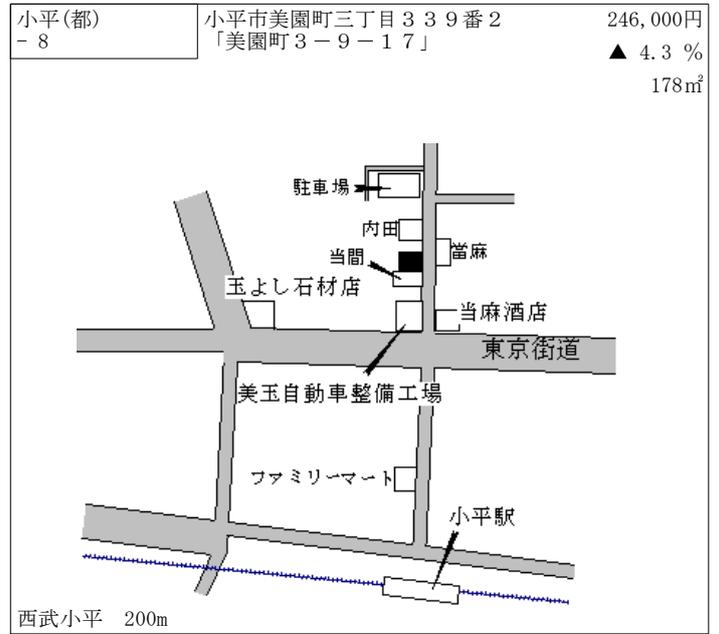 小平(都)
－８
小平市美園町三丁目３３９番２
「美園町３－９－１７」
246,000円
▲ 4.3 %
178㎡
駐車場
内田
當麻
当間
玉よし石材店
当麻酒店
東京街道
美玉自動車整備工場
ファミリーマート
小平駅
西武小平　200m